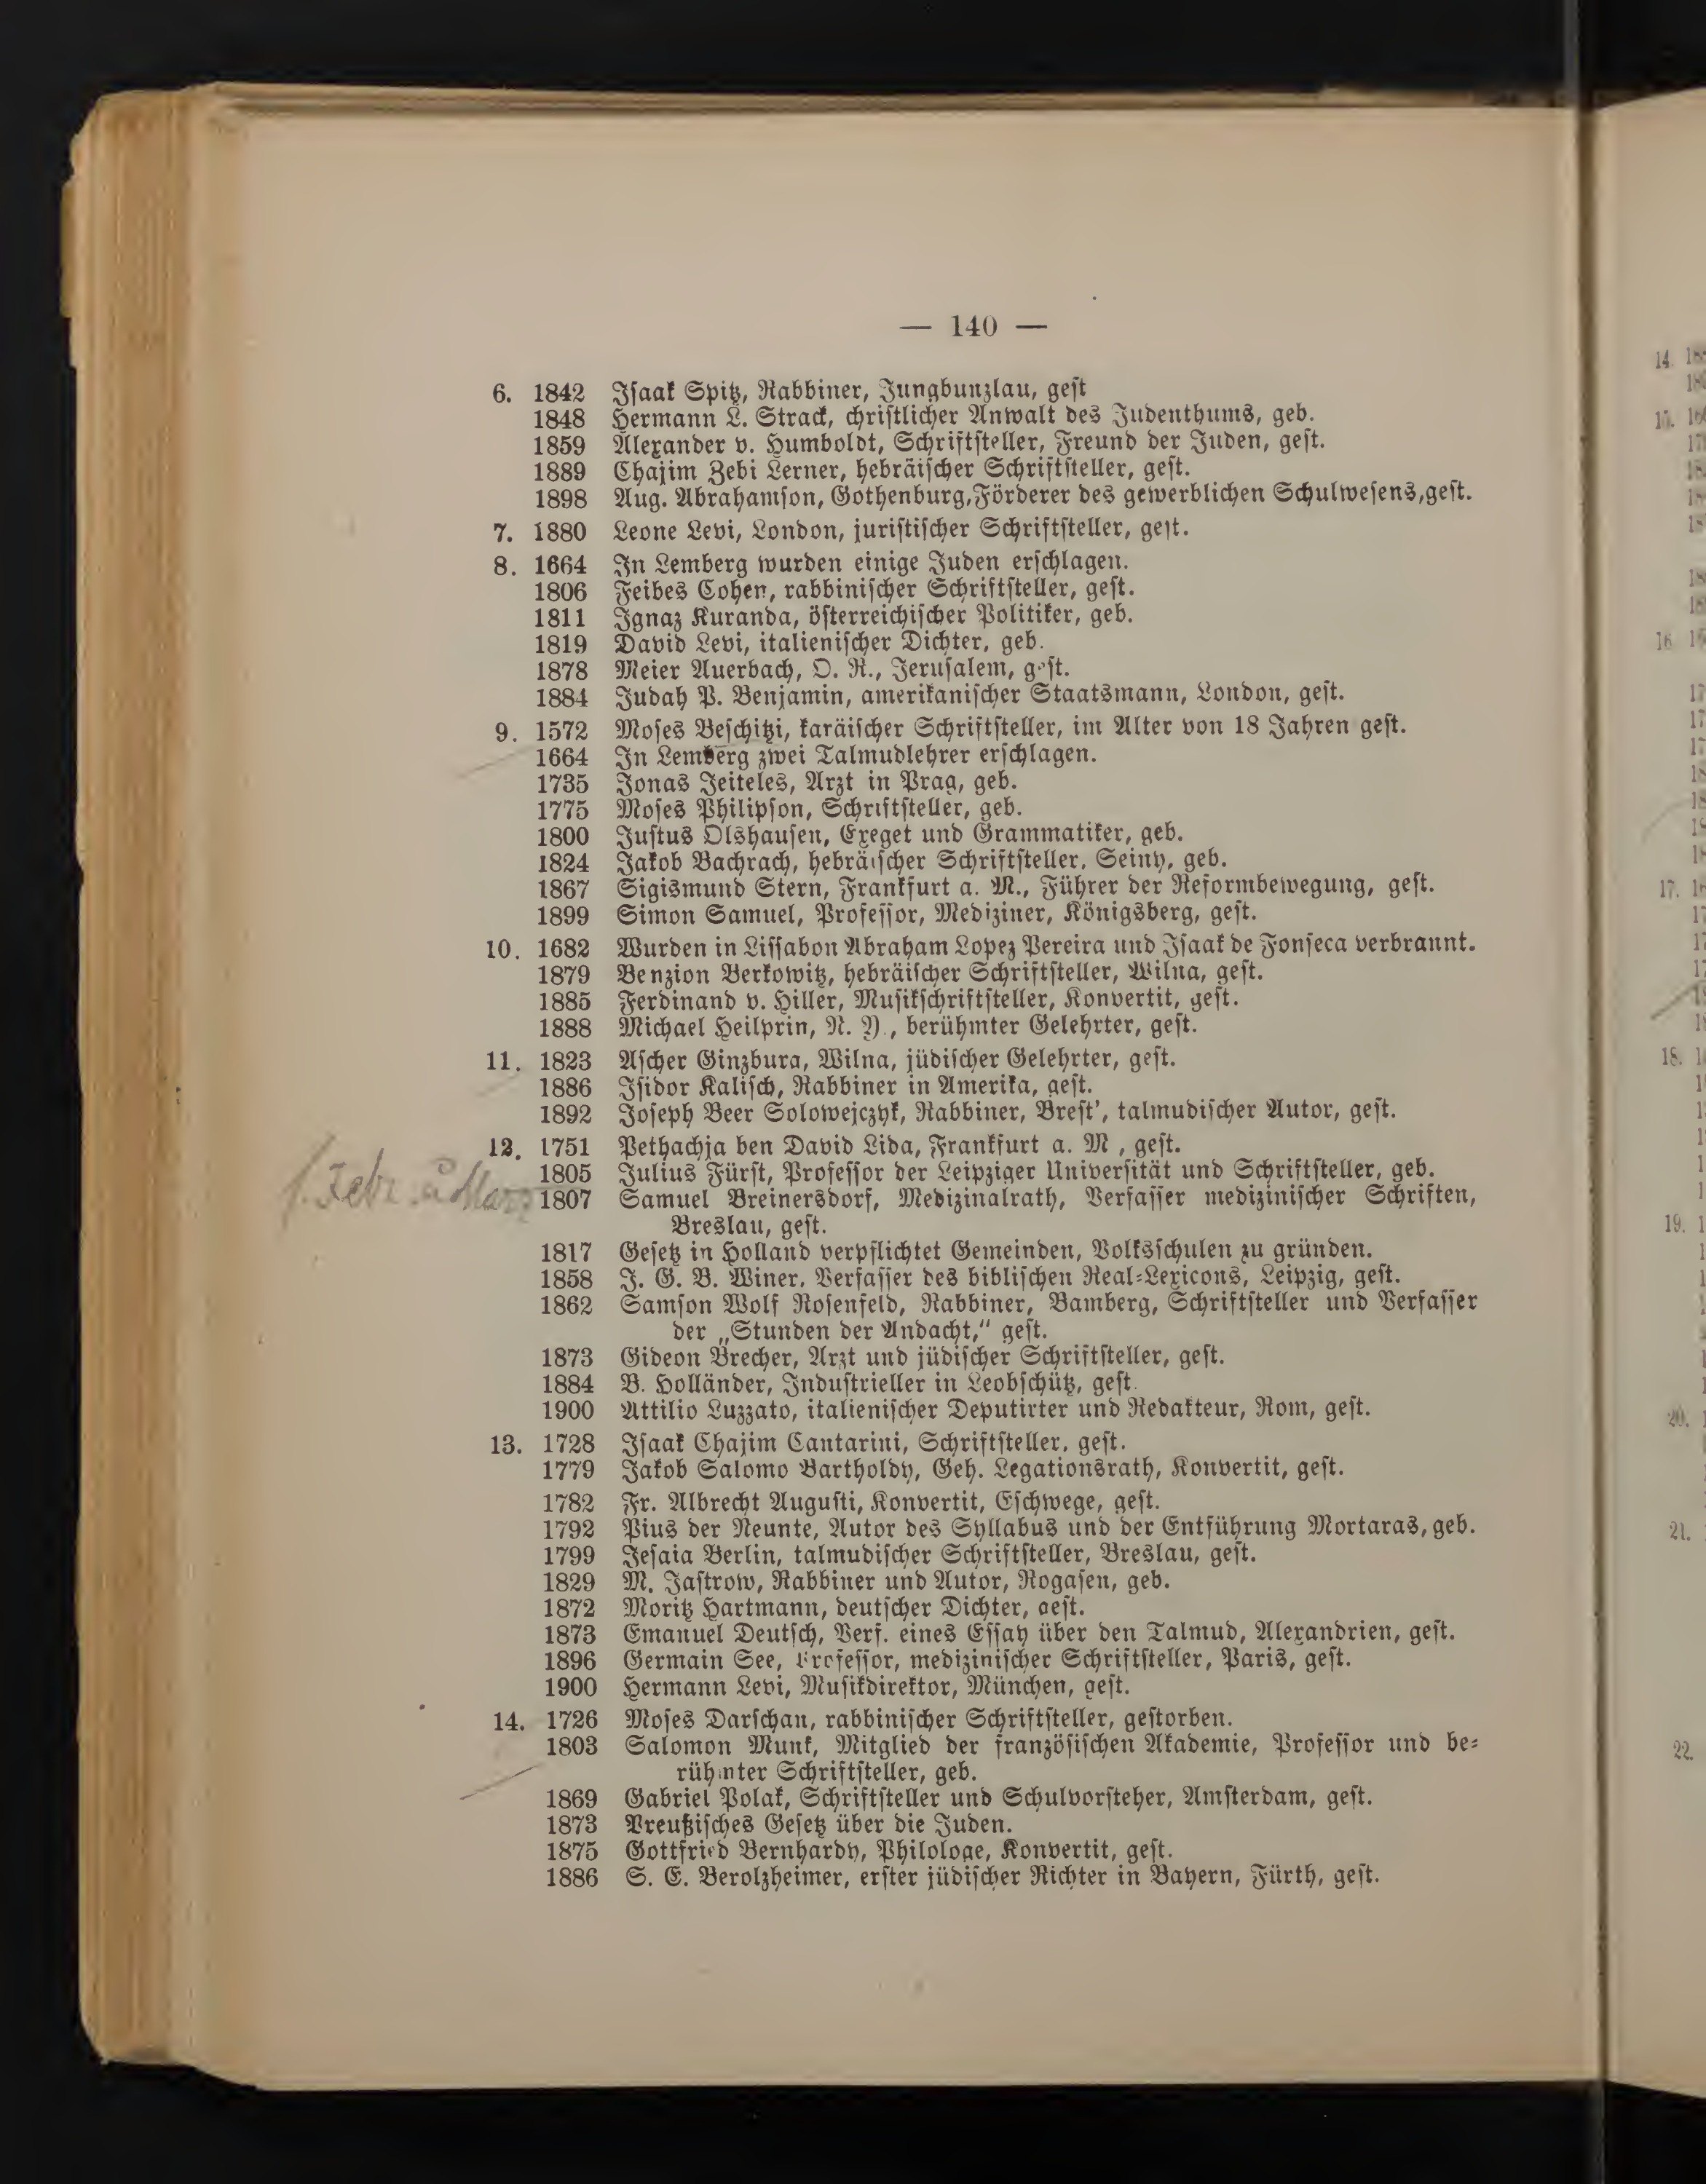 — 140 —
6. 1842 Isaak Spitz, Rabbiner, Jungbunzlau, gest
1848 Hermann L. Strack, christlicher Anwalt des Judenthums, geb.
1859 Alexander v. Humboldt, Schriftsteller, Freund der Juden, gest.
1889 Chajim Zebi Lerner, hebräischer Schriftsteller, gest.
1898 Aug. Abrahamson, Gothenburg, Förderer des gewerblichen Schulwesens, gest.
7. 1880 Leone Levi, London, juristischer Schriftsteller, gest.
8. 1664 In Lemberg wurden einige Juden erschlagen.
1806 Feibes Cohen, rabbinischer Schriftsteller, gest.
1811 Ignaz Kuranda, österreichischer Politiker, geb.
1819 David Levi, italienischer Dichter, geb.
1878 Meier Auerbach, O. R., Jerusalem, gest.
1884 Judah P. Benjamin, amerikanischer Staatsmann, London, gest.
9. 1572 Moses Beschitzi, karäischer Schriftsteller, im Alter von 18 Jahren gest.
1664 In Lemberg zwei Talmudlehrer erschlagen.
1735 Jonas Jeiteles, Arzt in Prag, geb.
1775 Moses Philipson, Schriftsteller, geb.
1800 Justus Olshausen, Exeget und Grammatiker, geb.
1824 Jakob Bachrach, hebräischer Schriftsteller, Seiny, geb.
1867 Sigismund Stern, Frankfurt a. M., Führer der Reformbewegung, gest.
1899 Simon Samuel, Professor, Mediziner, Königsberg, gest.
10. 1682 Wurden in Lissabon Abraham Lopez Pereira und Isaak de Fonseca verbrannt.
1879 Benzion Berkowitz, hebräischer Schriftsteller, Wilna, gest.
1885 Ferdinand v. Hiller, Musikschriftsteller, Konvertit, gest.
1888 Michael Heilprin, N. Y., berühmter Gelehrter, gest.
11. 1823 Ascher Ginzburg, Wilna, jüdischer Gelehrter, gest.
1886 Isidor Kalisch, Rabbiner in Amerika, gest.
1892 Joseph Beer Solowejczyk, Rabbiner, Brest', talmudischer Autor, gest.
12. 1751 Pethachja ben David Lida, Frankfurt a. M, gest.
1805 Julius Fürst, Professor der Leipziger Universität und Schriftsteller, geb.
1807 Samuel Breinersdorf, Medizinalrath, Verfasser medizinischer Schriften,
Breslau, gest.
1817 Gesetz in Holland verpflichtet Gemeinden, Volksschulen zu gründen.
1858 J. G. B. Winer, Verfasser des biblischen Real-Lexicons, Leipzig, gest.
1862 Samson Wolf Rosenfeld, Rabbiner, Bamberg, Schriftsteller und Verfasser
der „Stunden der Andacht,“ gest.
1873 Gideon Brecher, Arzt und jüdischer Schriftsteller, gest.
1884 B. Holländer, Industrieller in Leobschütz, gest.
1900 Attilio Luzzato, italienischer Deputirter und Redakteur, Rom, gest.
13. 1728 Isaak Chajim Cantarini, Schriftsteller, gest.
1779 Jakob Salomo Bartholdy, Geh. Legationsrath, Konvertit, gest.
1782 Fr. Albrecht Augusti, Konvertit, Eschwege, gest.
1792 Pius der Neunte, Autor des Syllabus und der Entführung Mortaras, geb.
1799 Jesaia Berlin, talmudischer Schriftsteller, Breslau, gest.
1829 M. Jastrow, Rabbiner und Autor, Rogasen, geb.
1872 Moritz Hartmann, deutscher Dichter, gest.
1873 Emanuel Deutsch, Verf. eines Essay über den Talmud, Alexandrien, gest.
1896 Germain See, Professor, medizinischer Schriftsteller, Paris, gest.
1900 Hermann Levi, Musikdirektor, München, gest.
14. 1726 Moses Darschan, rabbinischer Schriftsteller, gestorben.
1803 Salomon Munk, Mitglied der französischen Akademie, Professor und be-
rühmter Schriftsteller, geb.
1869 Gabriel Polak, Schriftsteller und Schulvorsteher, Amsterdam, gest.
1873 Preußisches Gesetz über die Juden.
1875 Gottfried Bernhardy, Philologe, Konvertit, gest.
1886 S. E. Berolzheimer, erster jüdischer Richter in Bayern, Fürth, gest.